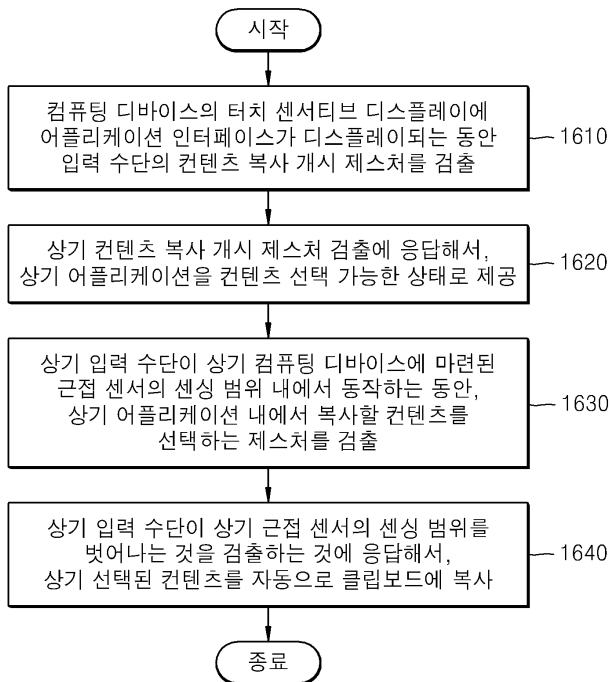 시작
컴퓨팅 디바이스의 터치 센서티브 디스플레이에
어플리케이션 인터페이스가 디스플레이되는 동안
입력 수단의 컨텐츠 복사 개시 제스처를 검출
1610
상기 컨텐츠 복사 개시 제스처 검출에 응답해서,
상기 어플리케이션을 컨텐츠 선택 가능한 상태로 제공
1620
상기 입력 수단이 상기 컴퓨팅 디바이스에 마련된
근접 센서의 센싱 범위 내에서 동작하는 동안,
상기 어플리케이션 내에서 복사할 컨텐츠를
선택하는 제스처를 검출
1630
상기 입력 수단이 상기 근접 센서의 센싱 범위를
벗어나는 것을 검출하는 것에 응답해서,
상기 선택된 컨텐츠를 자동으로 클립보드에 복사
1640
종료